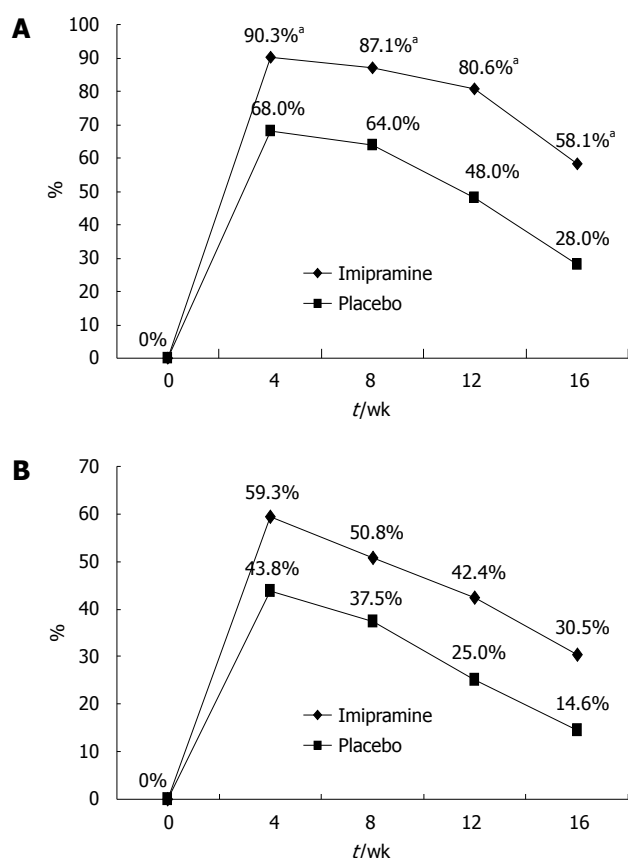 A
100
90
80
70
60
50
40
30
20
10
0
%
90.3%ᵃ
87.1%ᵃ
80.6%ᵃ
58.1%ᵃ
68.0%
64.0%
48.0%
28.0%
0%
Imipramine
Placebo
0 4 8 12 16
t/wk
B
70
60
50
40
30
20
10
0
%
59.3%
50.8%
42.4%
30.5%
43.8%
37.5%
25.0%
14.6%
0%
Imipramine
Placebo
0 4 8 12 16
t/wk